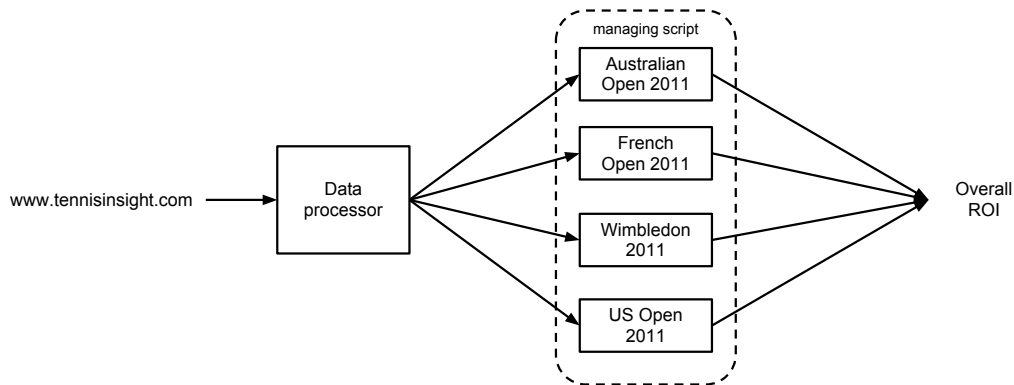 managing script
Australian
Open 2011
French
Open 2011
www.tennisinsight.com
Data
processor
Overall
ROI
Wimbledon
2011
US Open
2011